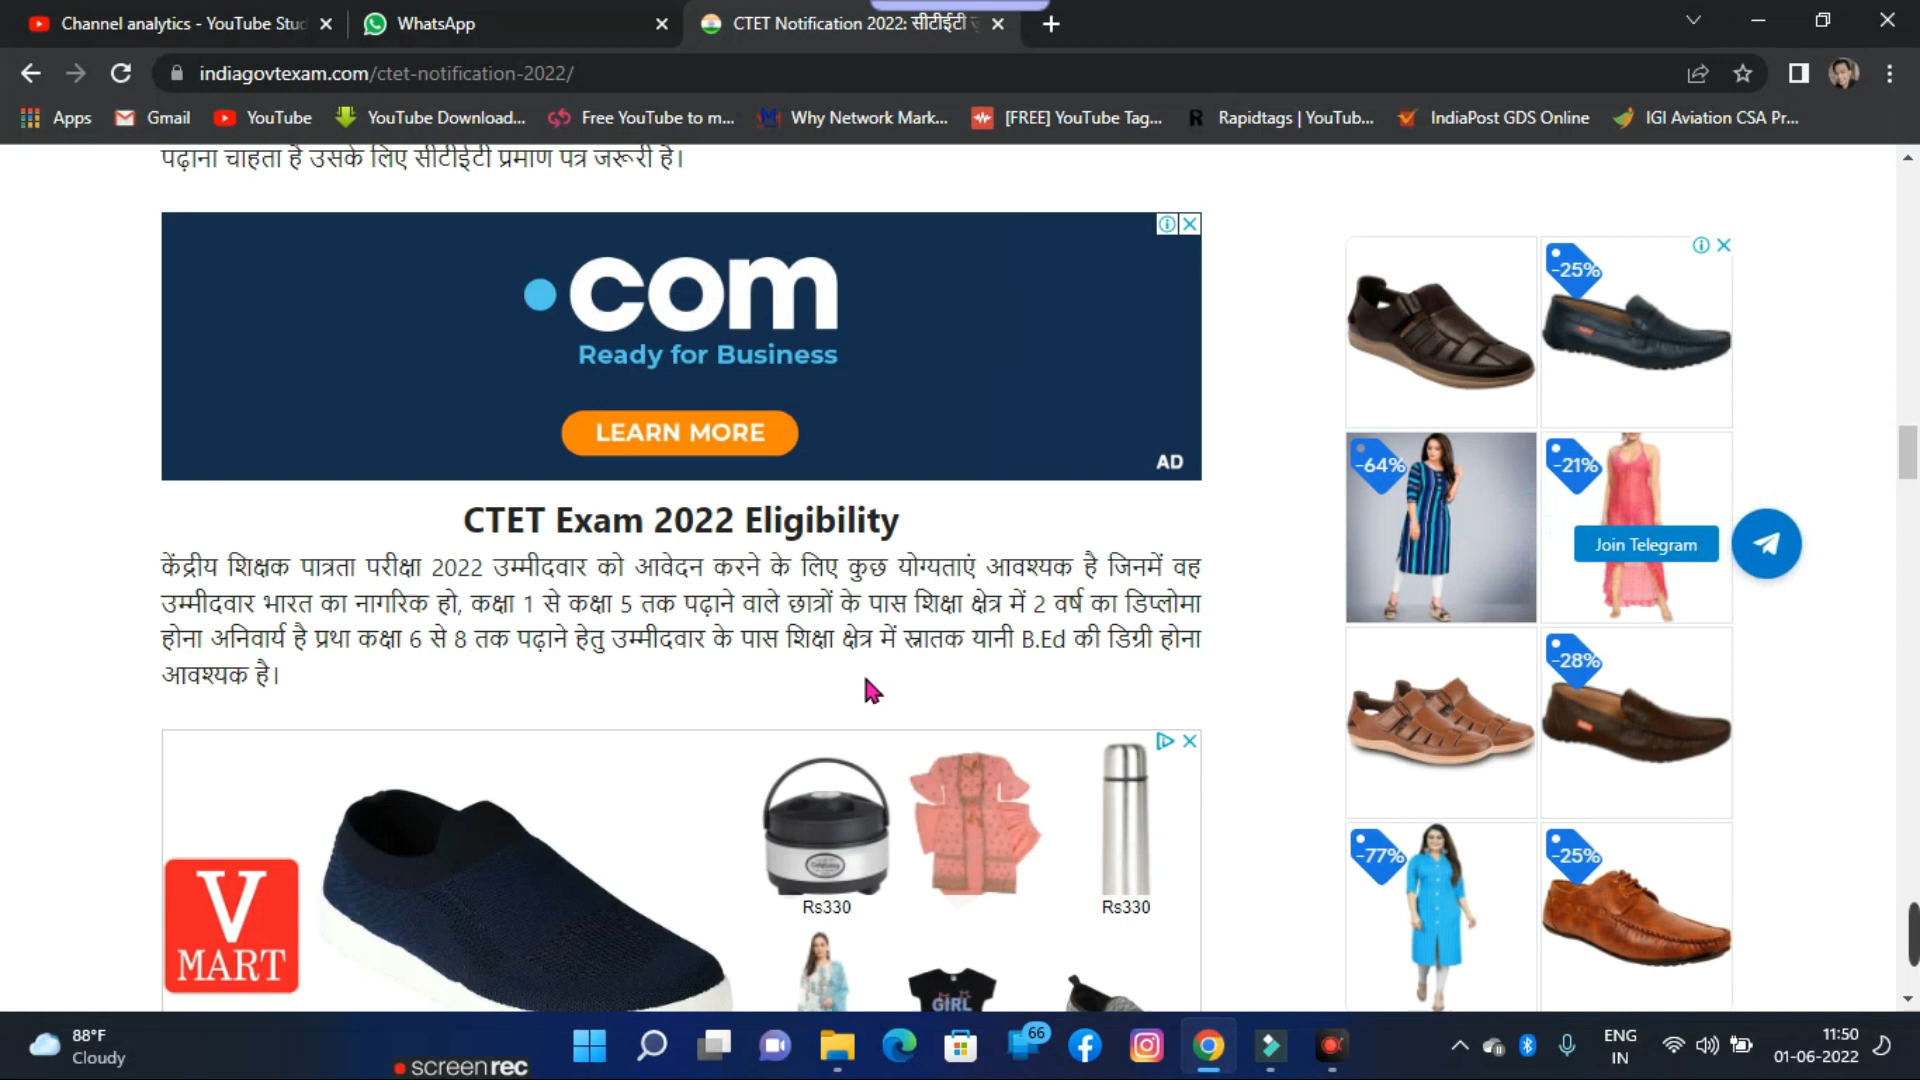 Channel analytics - YouTube Stud
WhatsApp
CTET Notification 2022: सीटीईटी
indiagovtexam.com/ctet-notification-2022/
Apps
Gmail
YouTube
YouTube Download...
Free YouTube to m...
Why Network Mark...
[FREE] YouTube Tag...
R
Rapidtags | YouTub...
IndiaPost GDS Online
IGI Aviation CSA Pr...
पढ़ाना चाहता है उसके लिए सीटीईटी प्रमाण पत्र जरूरी है।
com
Ready for Business
LEARN MORE
AD
CTET Exam 2022 Eligibility
केंद्रीय शिक्षक पात्रता परीक्षा 2022 उम्मीदवार को आवेदन करने के लिए कुछ योग्यताएं आवश्यक है जिनमें वह
उम्मीदवार भारत का नागरिक हो, कक्षा 1 से कक्षा 5 तक पढ़ाने वाले छात्रों के पास शिक्षा क्षेत्र में 2 वर्ष का डिप्लोमा
होना अनिवार्य है प्रथा कक्षा 6 से 8 तक पढ़ाने हेतु उम्मीदवार के पास शिक्षा क्षेत्र में स्नातक यानी B.Ed की डिग्री होना
आवश्यक है।
V
MART
Rs330
Rs330
GIRL
-25%
-64%
-21%
Join Telegram
-28%
-77%
-25%
88°F
Cloudy
screenrec
66
ENG
IN
11:50
01-06-2022